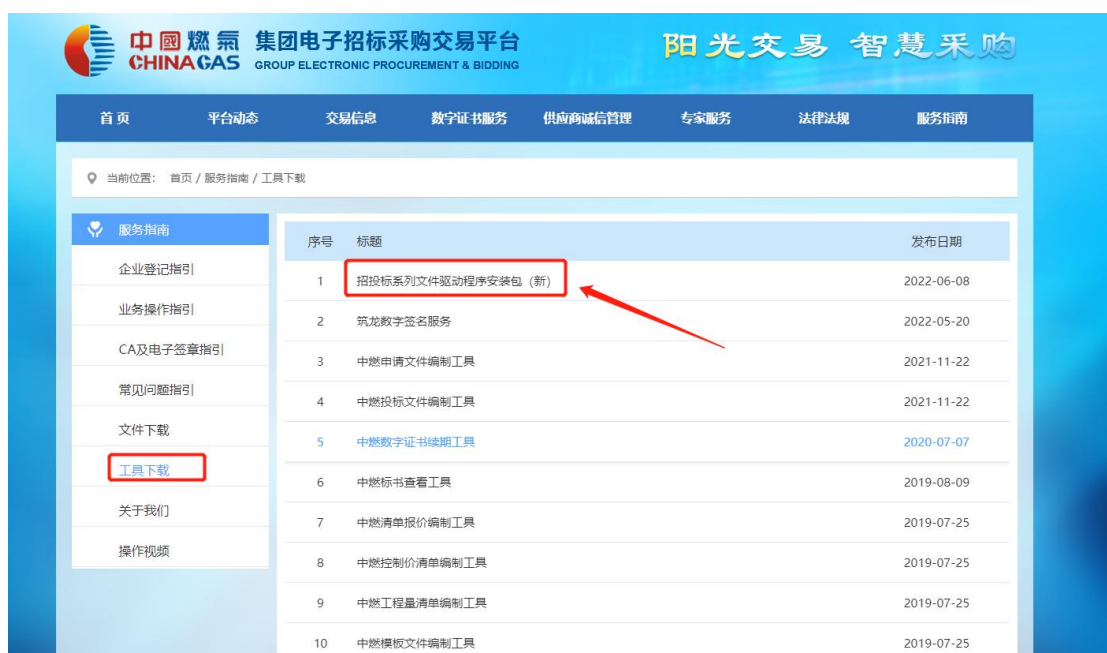 中國燃氣 集团电子招标采购交易平台
CHINAGAS GROUP ELECTRONIC PROCUREMENT & BIDDING
阳光交易 智慧采购
首页 平台动态 交易信息 数字证书服务 供应商诚信管理 专家服务 法律法规 服务指南
当前位置: 首页 / 服务指南 / 工具下载
服务指南
企业登记指引
业务操作指引
CA及电子签章指引
常见问题指引
文件下载
工具下载
关于我们
操作视频
序号 标题 发布日期
1 招投标系列文件驱动程序安装包(新) 2022-06-08
2 筑龙数字签名服务 2022-05-20
3 中燃申请文件编制工具 2021-11-22
4 中燃投标文件编制工具 2021-11-22
5 中燃数字证书续期工具 2020-07-07
6 中燃标书查看工具 2019-08-09
7 中燃清单报价编制工具 2019-07-25
8 中燃控制价清单编制工具 2019-07-25
9 中燃工程量清单编制工具 2019-07-25
10 中燃模板文件编制工具 2019-07-25